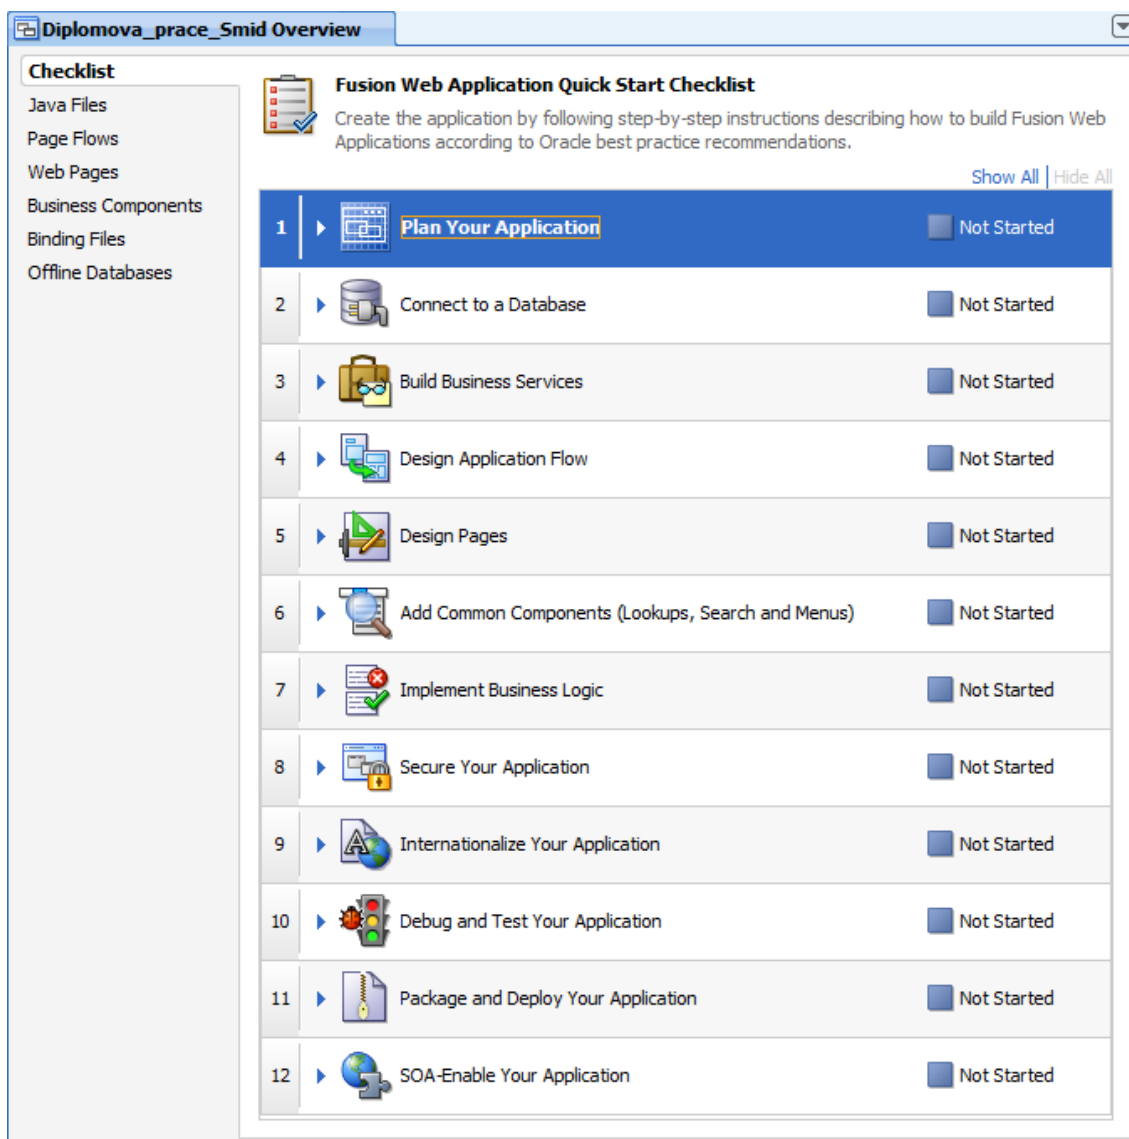 Diplomova_prace_Smid Overview
Checklist
Java Files
Page Flows
Web Pages
Business Components
Binding Files
Offline Databases
Fusion Web Application Quick Start Checklist
Create the application by following step-by-step instructions describing how to build Fusion Web
Applications according to Oracle best practice recommendations.
Show All | Hide All
1 Plan Your Application Not Started
2 Connect to a Database Not Started
3 Build Business Services Not Started
4 Design Application Flow Not Started
5 Design Pages Not Started
6 Add Common Components (Lookups, Search and Menus) Not Started
7 Implement Business Logic Not Started
8 Secure Your Application Not Started
9 Internationalize Your Application Not Started
10 Debug and Test Your Application Not Started
11 Package and Deploy Your Application Not Started
12 SOA-Enable Your Application Not Started